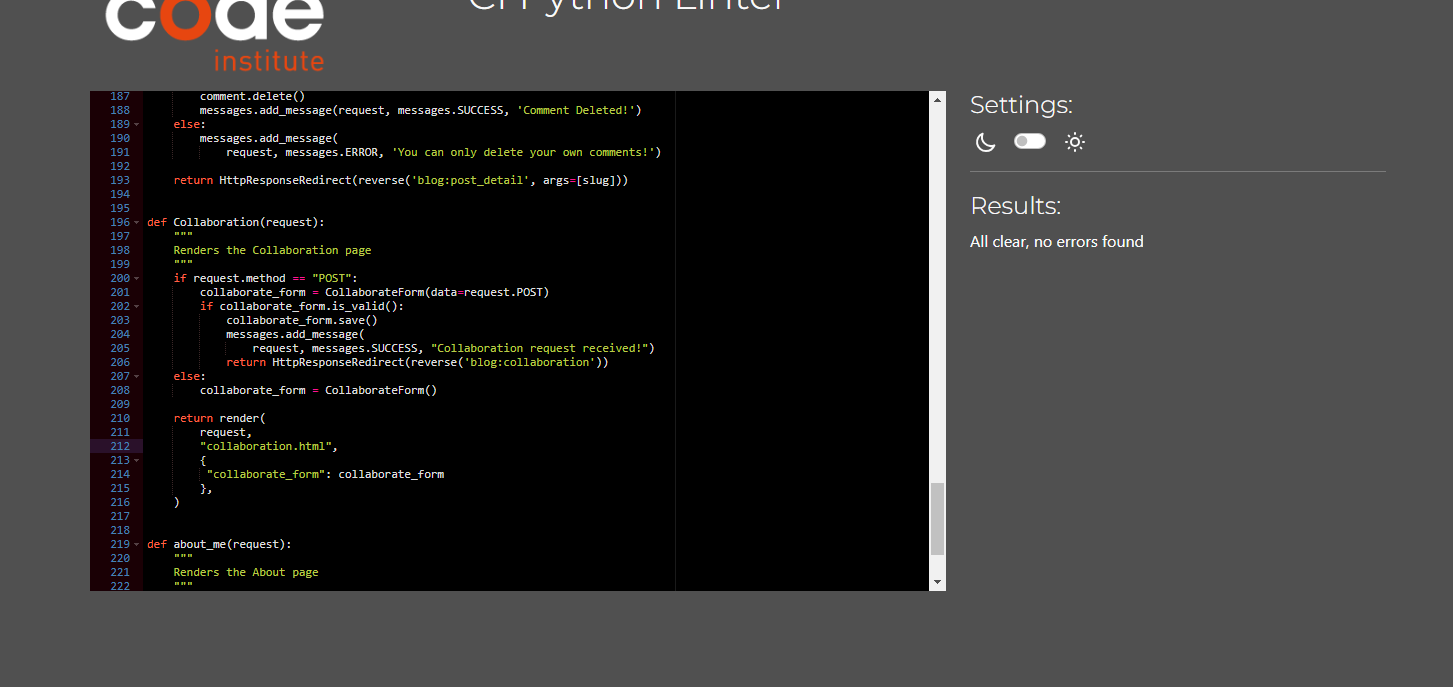 code
institute
CI Python Linter
187 comment.delete()
188 messages.add_message(request, messages.SUCCESS, 'Comment Deleted!')
189 else:
190 messages.add_message(
191 request, messages.ERROR, 'You can only delete your own comments!')
192
193 return HttpResponseRedirect(reverse('blog:post_detail', args=[slug]))
194
195
196 def Collaboration(request):
197 """
198 Renders the Collaboration page
199 """
200 if request.method == "POST":
201 collaborate_form = CollaborateForm(data=request.POST)
202 if collaborate_form.is_valid():
203 collaborate_form.save()
204 messages.add_message(
205 request, messages.SUCCESS, "Collaboration request received!")
206 return HttpResponseRedirect(reverse('blog:collaboration'))
207 else:
208 collaborate_form = CollaborateForm()
209
210 return render(
211 request,
212 "collaboration.html",
213 {
214 "collaborate_form": collaborate_form
215 },
216 )
217
218
219 def about_me(request):
220 """
221 Renders the About page
222 """
Settings:
Results:
All clear, no errors found